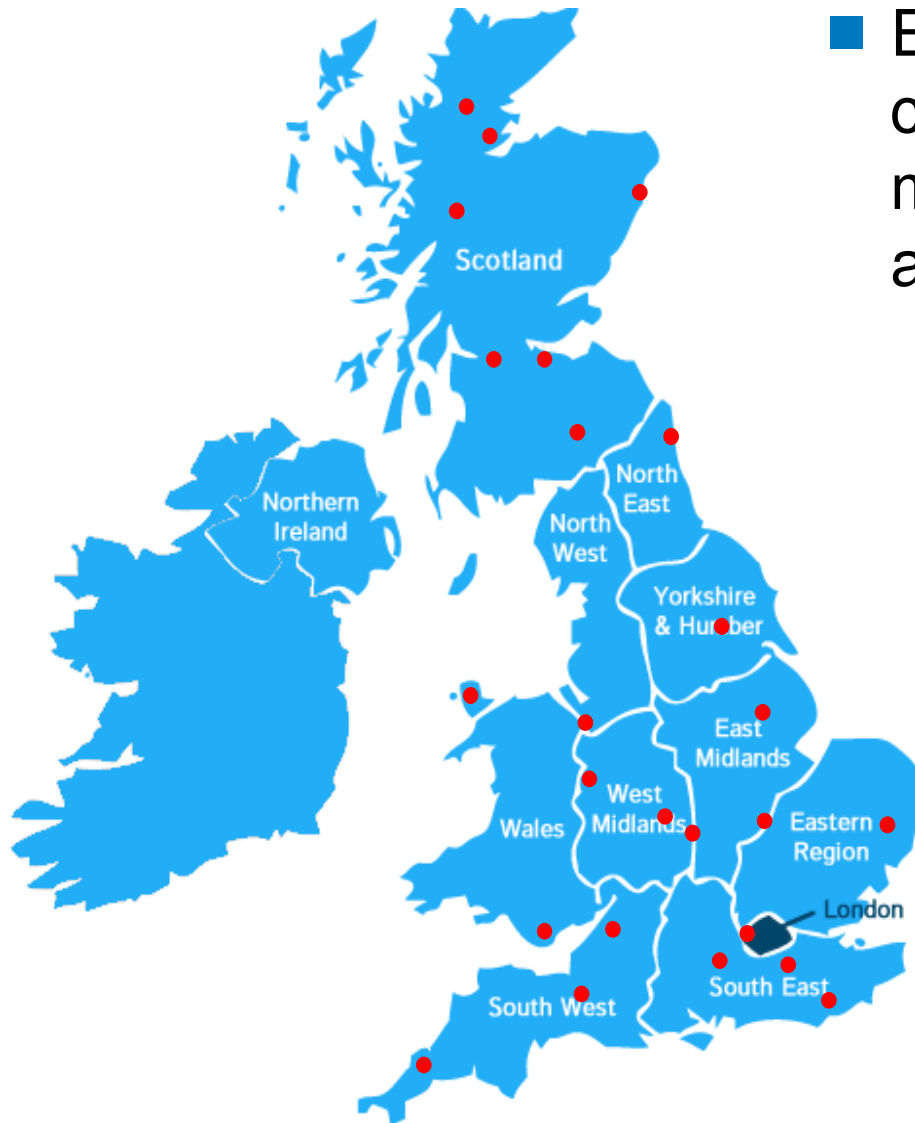 Scotland
Northern
Ireland
North
East
North
West
Yorkshire
& Humber
East
Midlands
West
Midlands
Wales
Eastern
Region
London
South East
South West